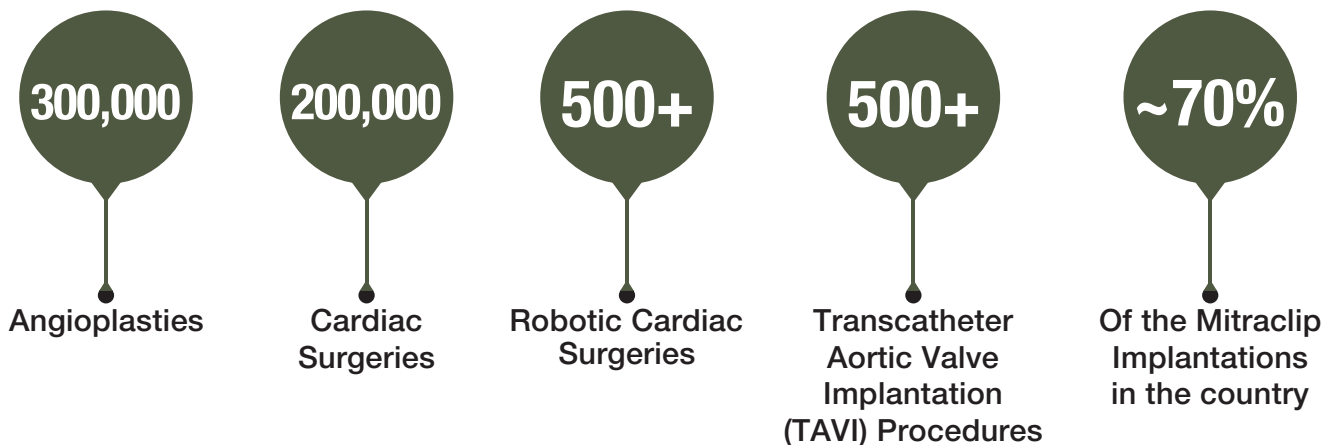 300,000
Angioplasties
200,000
Cardiac
Surgeries
500+
Robotic Cardiac
Surgeries
500+
Transcatheter
Aortic Valve
Implantation
(TAVI) Procedures
~70%
Of the Mitraclip
Implantations
in the country